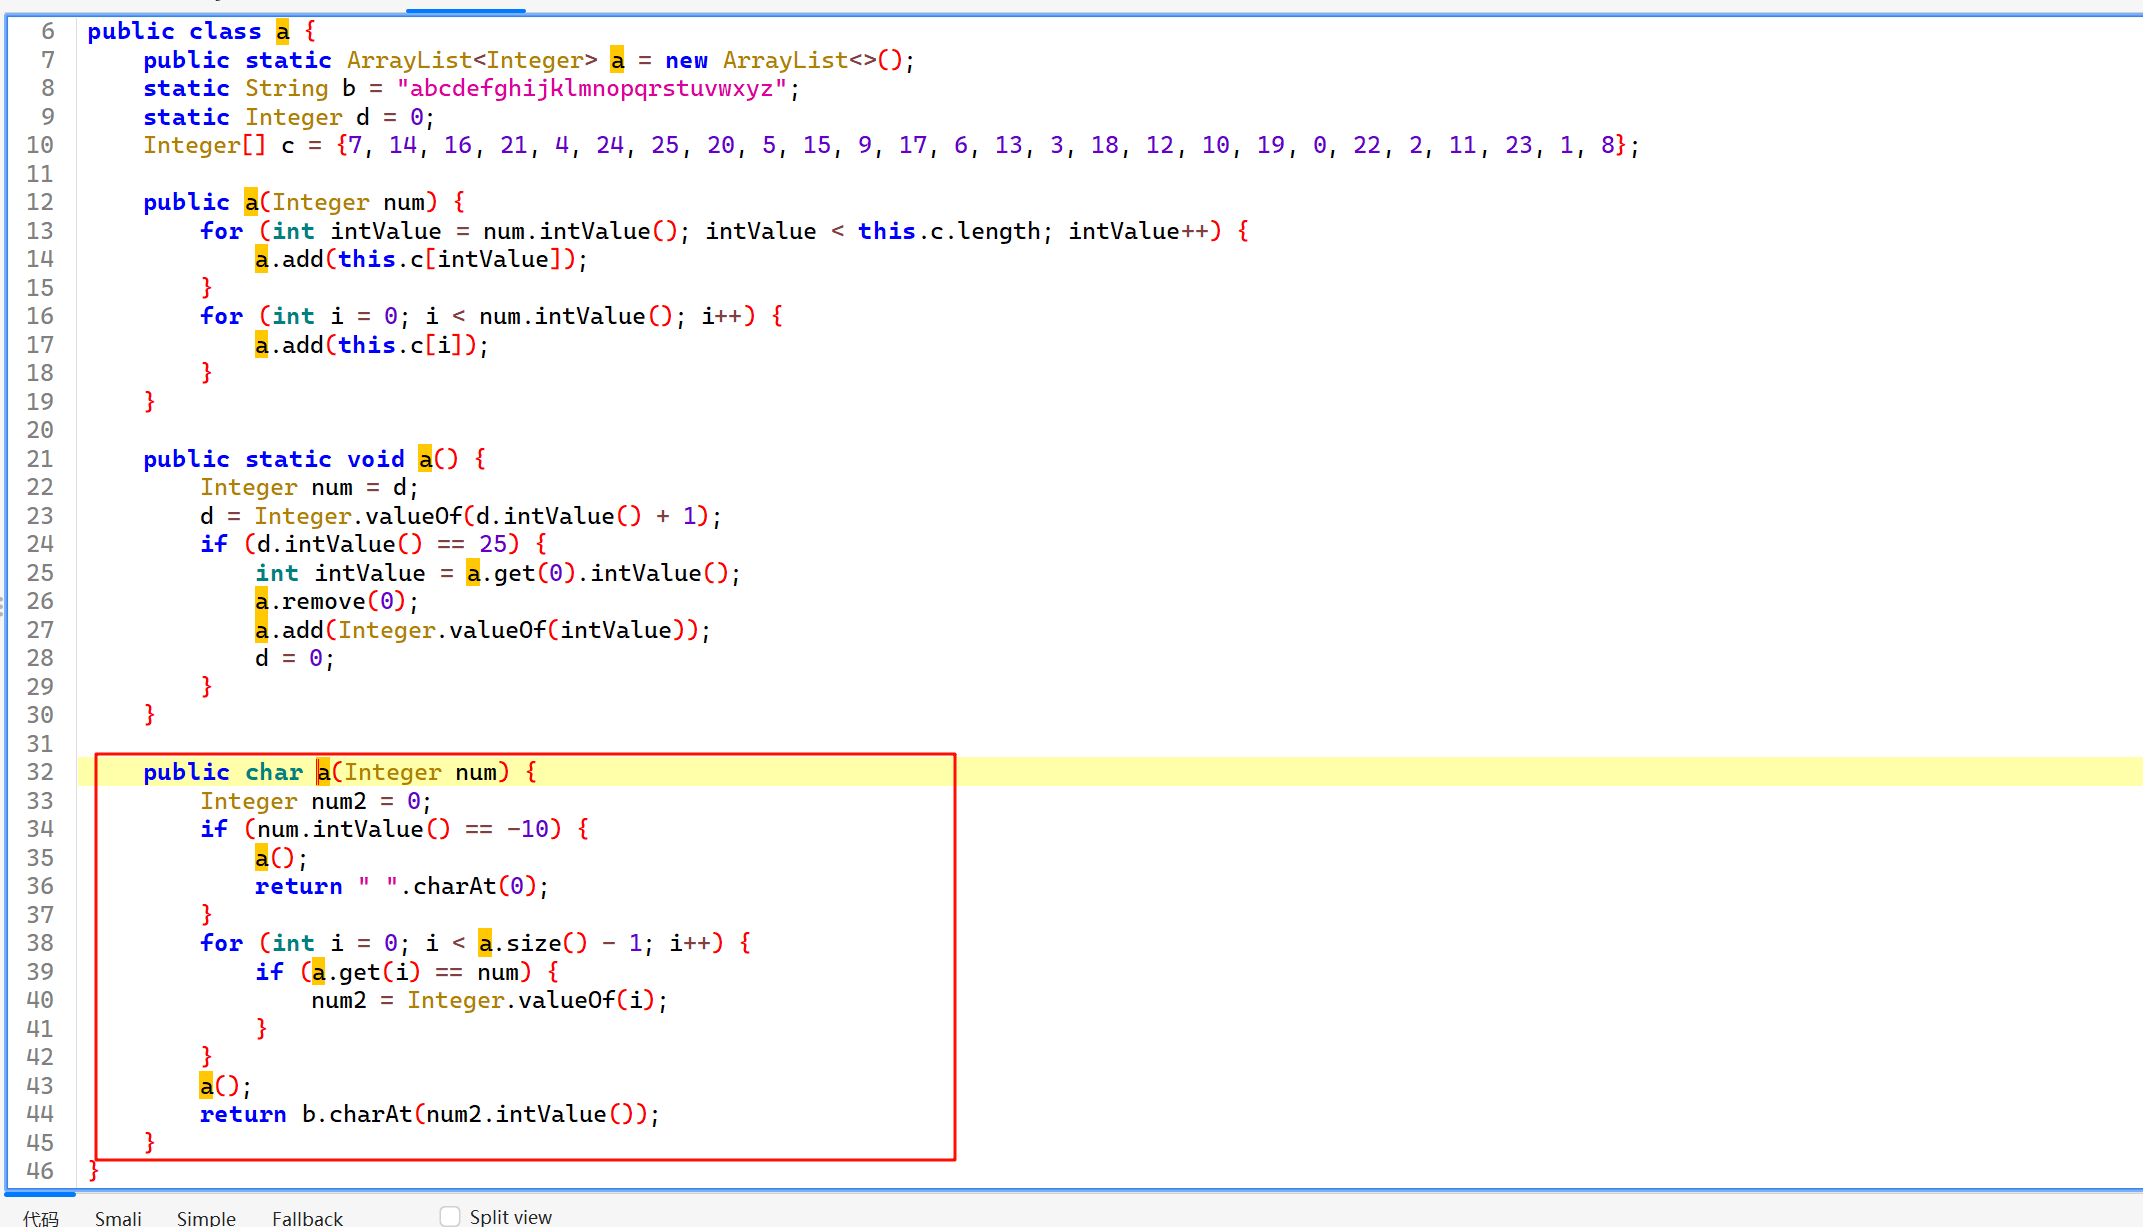 6 public class a {
7 public static ArrayList<Integer> a = new ArrayList<>();
8 static String b = "abcdefghijklmnopqrstuvwxyz";
9 static Integer d = 0;
10 Integer[] c = {7, 14, 16, 21, 4, 24, 25, 20, 5, 15, 9, 17, 6, 13, 3, 18, 12, 10, 19, 0, 22, 2, 11, 23, 1, 8};
11
12 public a(Integer num) {
13 for (int intValue = num.intValue(); intValue < this.c.length; intValue++) {
14 a.add(this.c[intValue]);
15 }
16 for (int i = 0; i < num.intValue(); i++) {
17 a.add(this.c[i]);
18 }
19 }
20
21 public static void a() {
22 Integer num = d;
23 d = Integer.valueOf(d.intValue() + 1);
24 if (d.intValue() == 25) {
25 int intValue = a.get(0).intValue();
26 a.remove(0);
27 a.add(Integer.valueOf(intValue));
28 d = 0;
29 }
30 }
31
32 public char a(Integer num) {
33 Integer num2 = 0;
34 if (num.intValue() == -10) {
35 a();
36 return " ".charAt(0);
37 }
38 for (int i = 0; i < a.size() - 1; i++) {
39 if (a.get(i) == num) {
40 num2 = Integer.valueOf(i);
41 }
42 }
43 a();
44 return b.charAt(num2.intValue());
45 }
46 }
代码 Smali Simple Fallback Split view